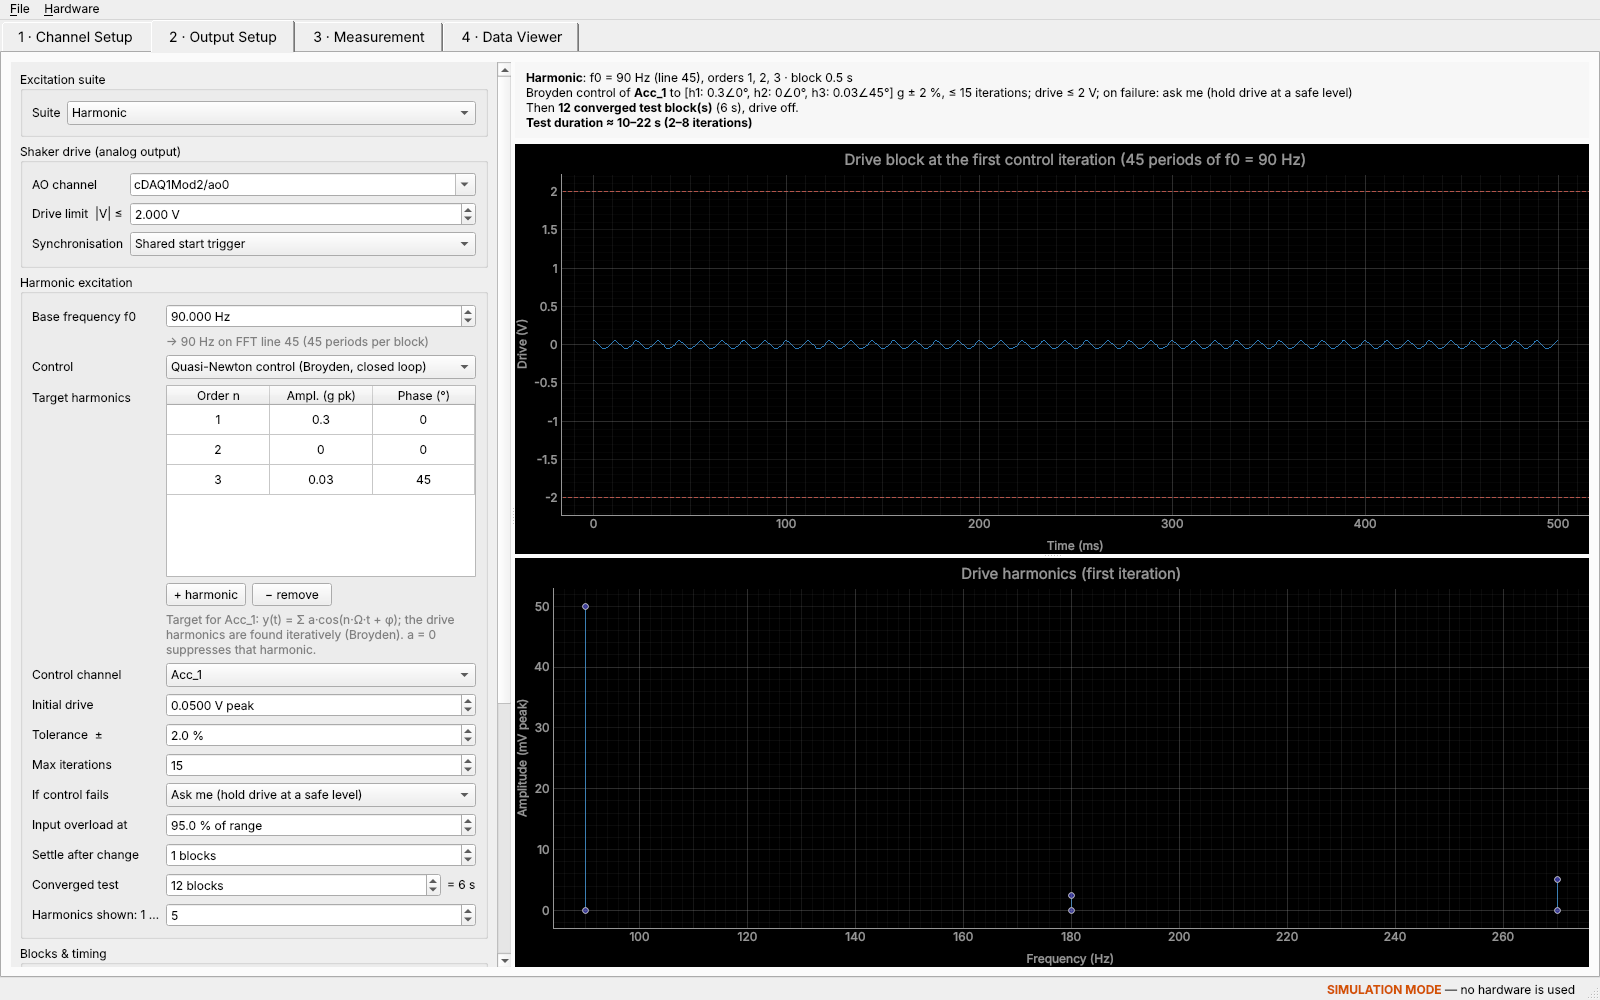 File Hardware
1 · Channel Setup
2 · Output Setup
3 · Measurement
4 · Data Viewer
Excitation suite
Suite Harmonic
Shaker drive (analog output)
AO channel cDAQ1Mod2/ao0
Drive limit |V| ≤ 2.000 V
Synchronisation Shared start trigger
Harmonic excitation
Base frequency f0 90.000 Hz
→ 90 Hz on FFT line 45 (45 periods per block)
Control Quasi-Newton control (Broyden, closed loop)
Target harmonics
Order n Ampl. (g pk) Phase (°)
1 0.3 0
2 0 0
3 0.03 45
+ harmonic − remove
Target for Acc_1: y(t) = Σ a·cos(n·Ω·t + φ); the drive
harmonics are found iteratively (Broyden). a = 0
suppresses that harmonic.
Control channel Acc_1
Initial drive 0.0500 V peak
Tolerance ± 2.0 %
Max iterations 15
If control fails Ask me (hold drive at a safe level)
Input overload at 95.0 % of range
Settle after change 1 blocks
Converged test 12 blocks = 6 s
Harmonics shown: 1 ... 5
Blocks & timing
Harmonic: f0 = 90 Hz (line 45), orders 1, 2, 3 · block 0.5 s
Broyden control of Acc_1 to [h1: 0.3∠0°, h2: 0∠0°, h3: 0.03∠45°] g ± 2 %, ≤ 15 iterations; drive ≤ 2 V; on failure: ask me (hold drive at a safe level)
Then 12 converged test block(s) (6 s), drive off.
Test duration ≈ 10–22 s (2–8 iterations)
Drive block at the first control iteration (45 periods of f0 = 90 Hz)
Drive (V)
2
1.5
1
0.5
0
-0.5
-1
-1.5
-2
0 100 200 300 400 500
Time (ms)
Drive harmonics (first iteration)
Amplitude (mV peak)
50
40
30
20
10
0
100 120 140 160 180 200 220 240 260
Frequency (Hz)
SIMULATION MODE — no hardware is used